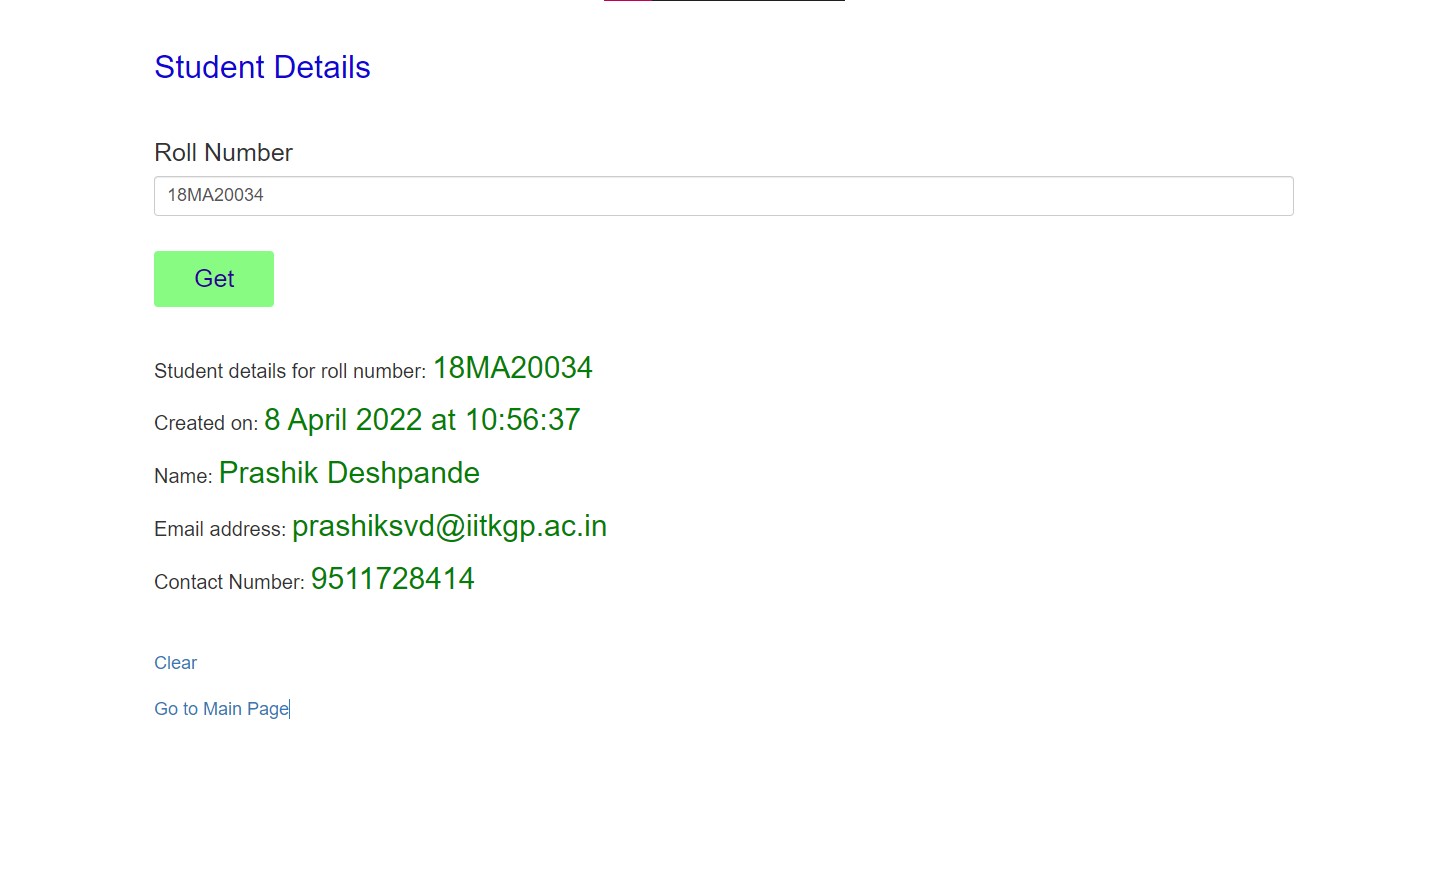 Student Details
Roll Number
18MA20034
Get
Student details for roll number: 18MA20034
Created on: 8 April 2022 at 10:56:37
Name: Prashik Deshpande
Email address: prashiksvd@iitkgp.ac.in
Contact Number: 9511728414
Clear
Go to Main Page